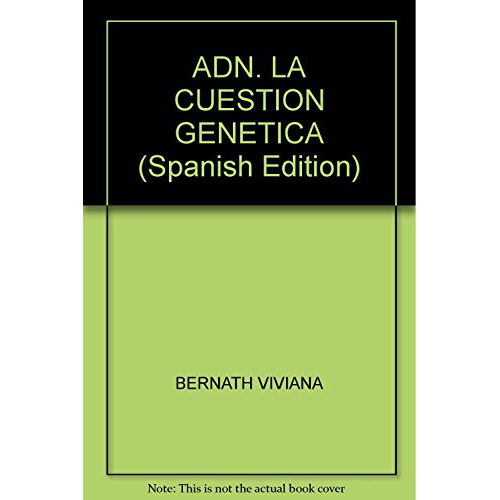 ADN. LA
CUESTION
GENETICA
(Spanish Edition)
BERNATH VIVIANA
Note: This is not the actual book cover